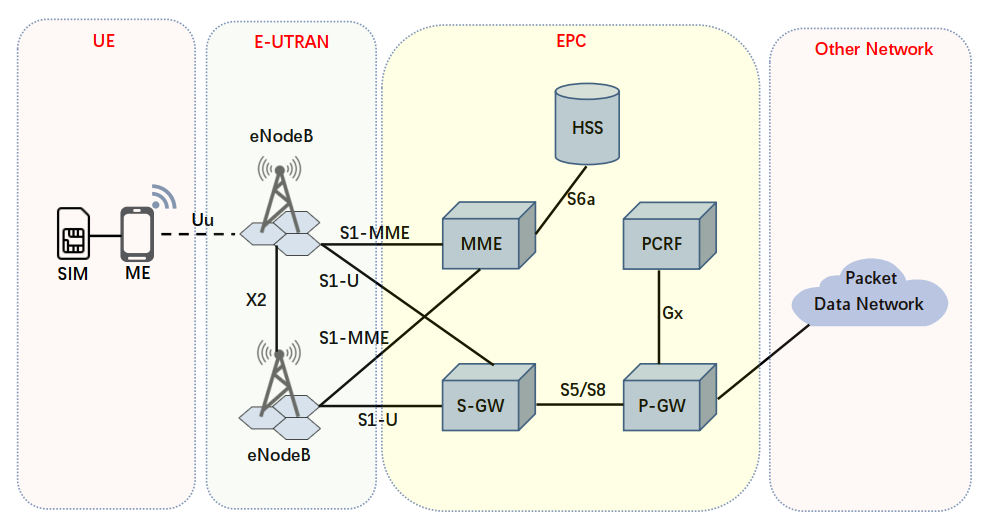 UE
E-UTRAN
EPC
Other Network
eNodeB
HSS
S6a
Uu
S1-MME
MME
PCRF
SIM
ME
S1-U
X2
Packet
Data Network
Gx
S1-MME
S5/S8
S-GW
P-GW
S1-U
eNodeB